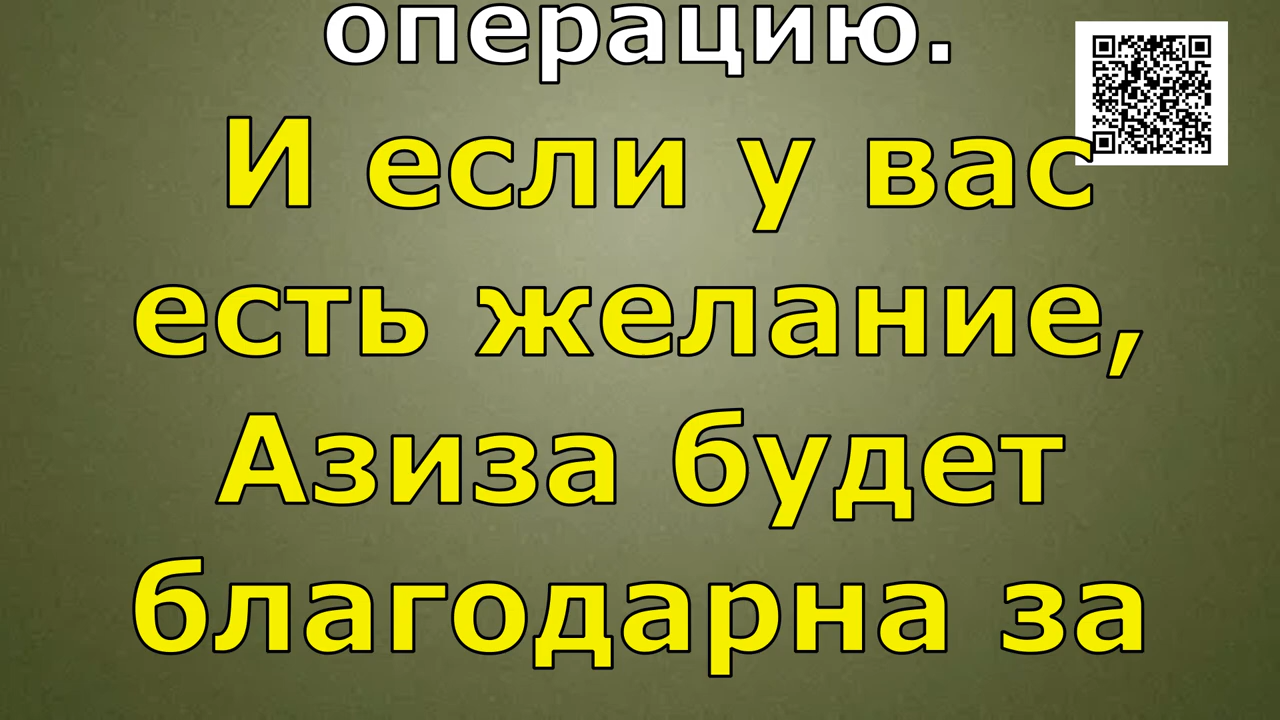 операцию.
И если у вас
есть желание,
Азиза будет
благодарна за